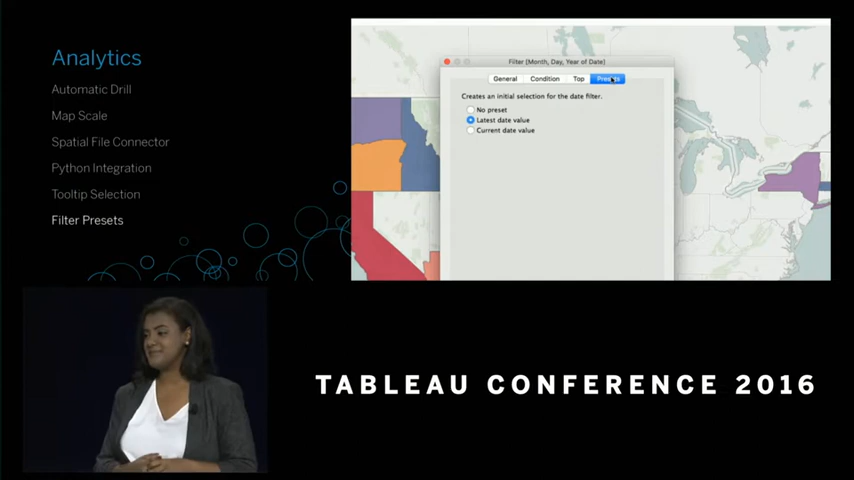 Analytics
Automatic Drill
Map Scale
Spatial File Connector
Python Integration
Tooltip Selection
Filter Presets
Filter [Month, Day, Year of Date]
General
Condition
Top
Presets
Creates an initial selection for the date filter.
No preset
Latest date value
Current date value
TABLEAU CONFERENCE 2016